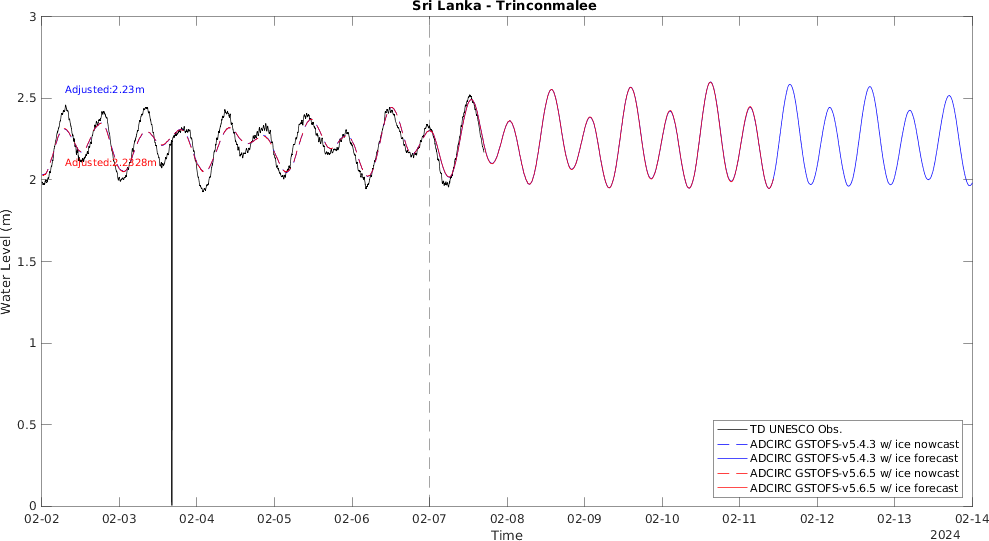 Sri Lanka - Trinconmalee
3
2.5
2
1.5
1
0.5
0
Water Level (m)
Adjusted:2.23m
Adjusted:2.2328m
02-02 02-03 02-04 02-05 02-06 02-07 02-08 02-09 02-10 02-11 02-12 02-13 02-14
Time
2024
TD UNESCO Obs.
ADCIRC GSTOFS-v5.4.3 w/ ice nowcast
ADCIRC GSTOFS-v5.4.3 w/ ice forecast
ADCIRC GSTOFS-v5.6.5 w/ ice nowcast
ADCIRC GSTOFS-v5.6.5 w/ ice forecast